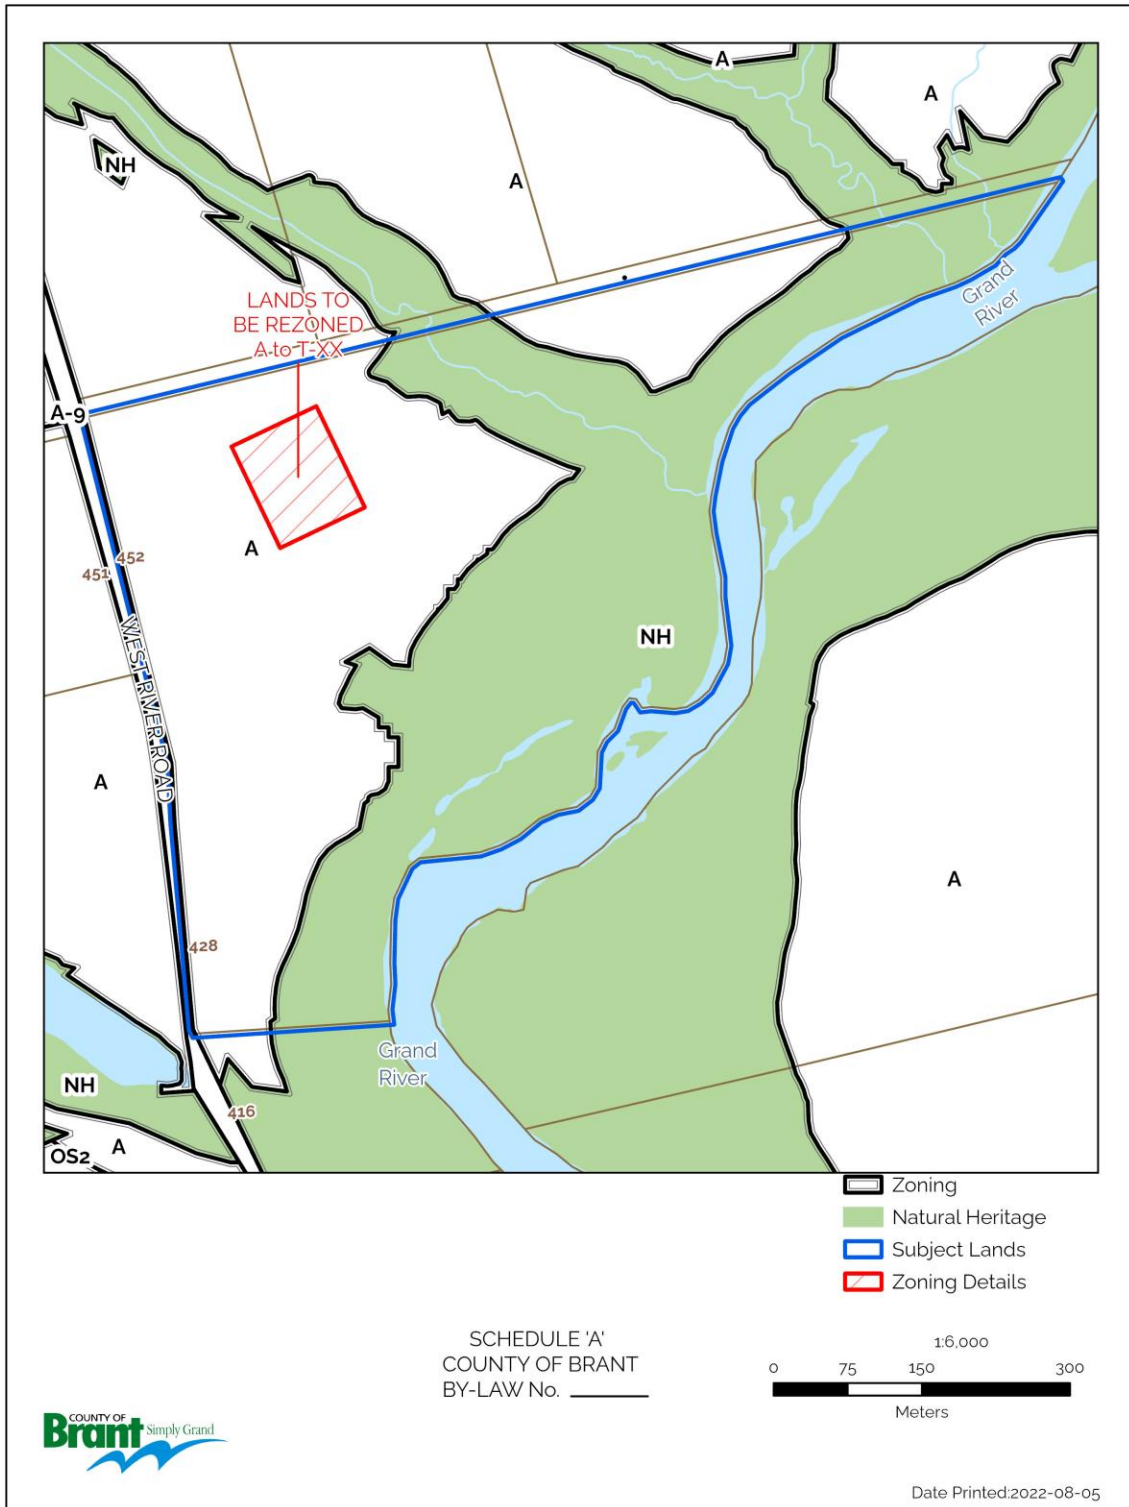 A
A
NH
A
LANDS TO
BE REZONED
A to T-XX
Grand
River
A-9
A
452
451
NH
WEST RIVER ROAD
A
A
428
Grand
River
NH
416
A
OS2
Zoning
Natural Heritage
Subject Lands
Zoning Details
SCHEDULE 'A'
COUNTY OF BRANT
BY-LAW No. ________
1:6,000
0 75 150 300
Meters
COUNTY OF
Brant Simply Grand
Date Printed:2022-08-05